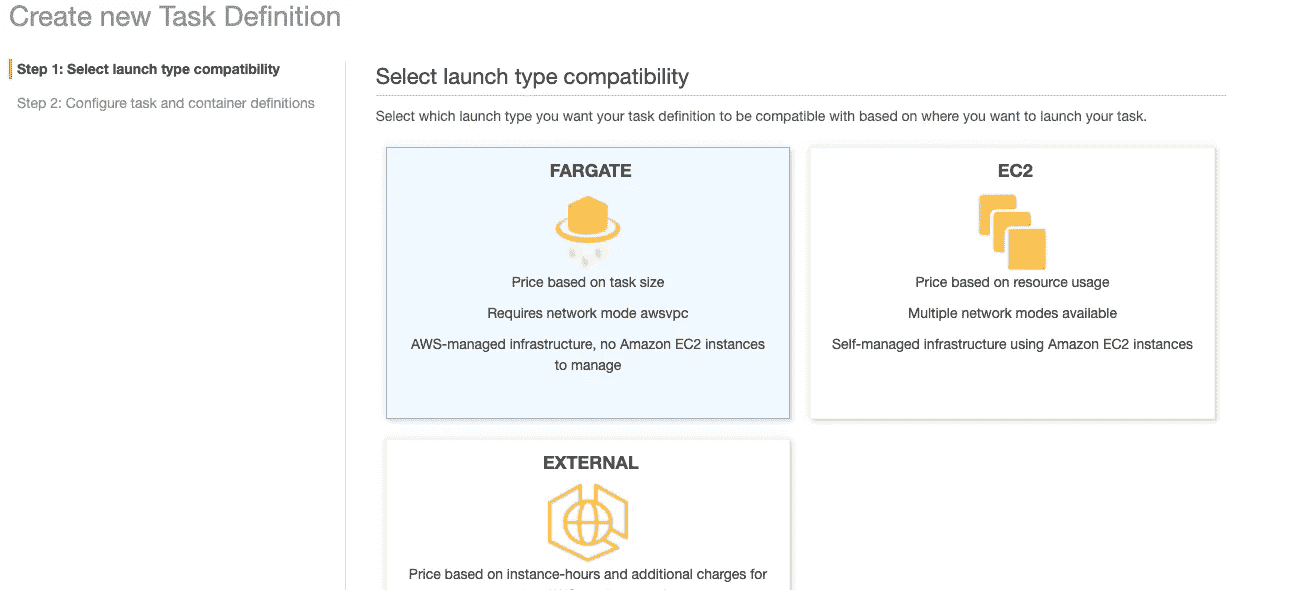 Create new Task Definition
Step 1: Select launch type compatibility
Step 2: Configure task and container definitions
Select launch type compatibility
Select which launch type you want your task definition to be compatible with based on where you want to launch your task.
FARGATE
Price based on task size
Requires network mode awsvpc
AWS-managed infrastructure, no Amazon EC2 instances
to manage
EC2
Price based on resource usage
Multiple network modes available
Self-managed infrastructure using Amazon EC2 instances
EXTERNAL
Price based on instance-hours and additional charges for